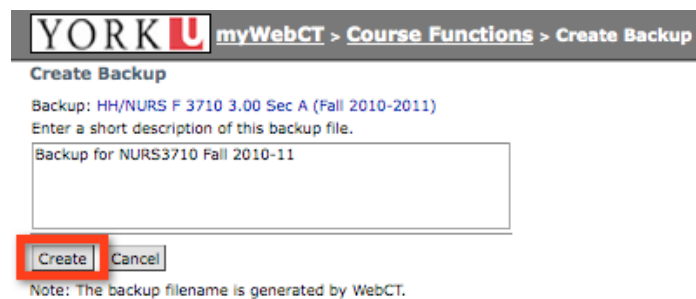 YORK U myWebCT > Course Functions > Create Backup
Create Backup
Backup: HH/NURS F 3710 3.00 Sec A (Fall 2010-2011)
Enter a short description of this backup file.
Backup for NURS3710 Fall 2010-11
Create Cancel
Note: The backup filename is generated by WebCT.